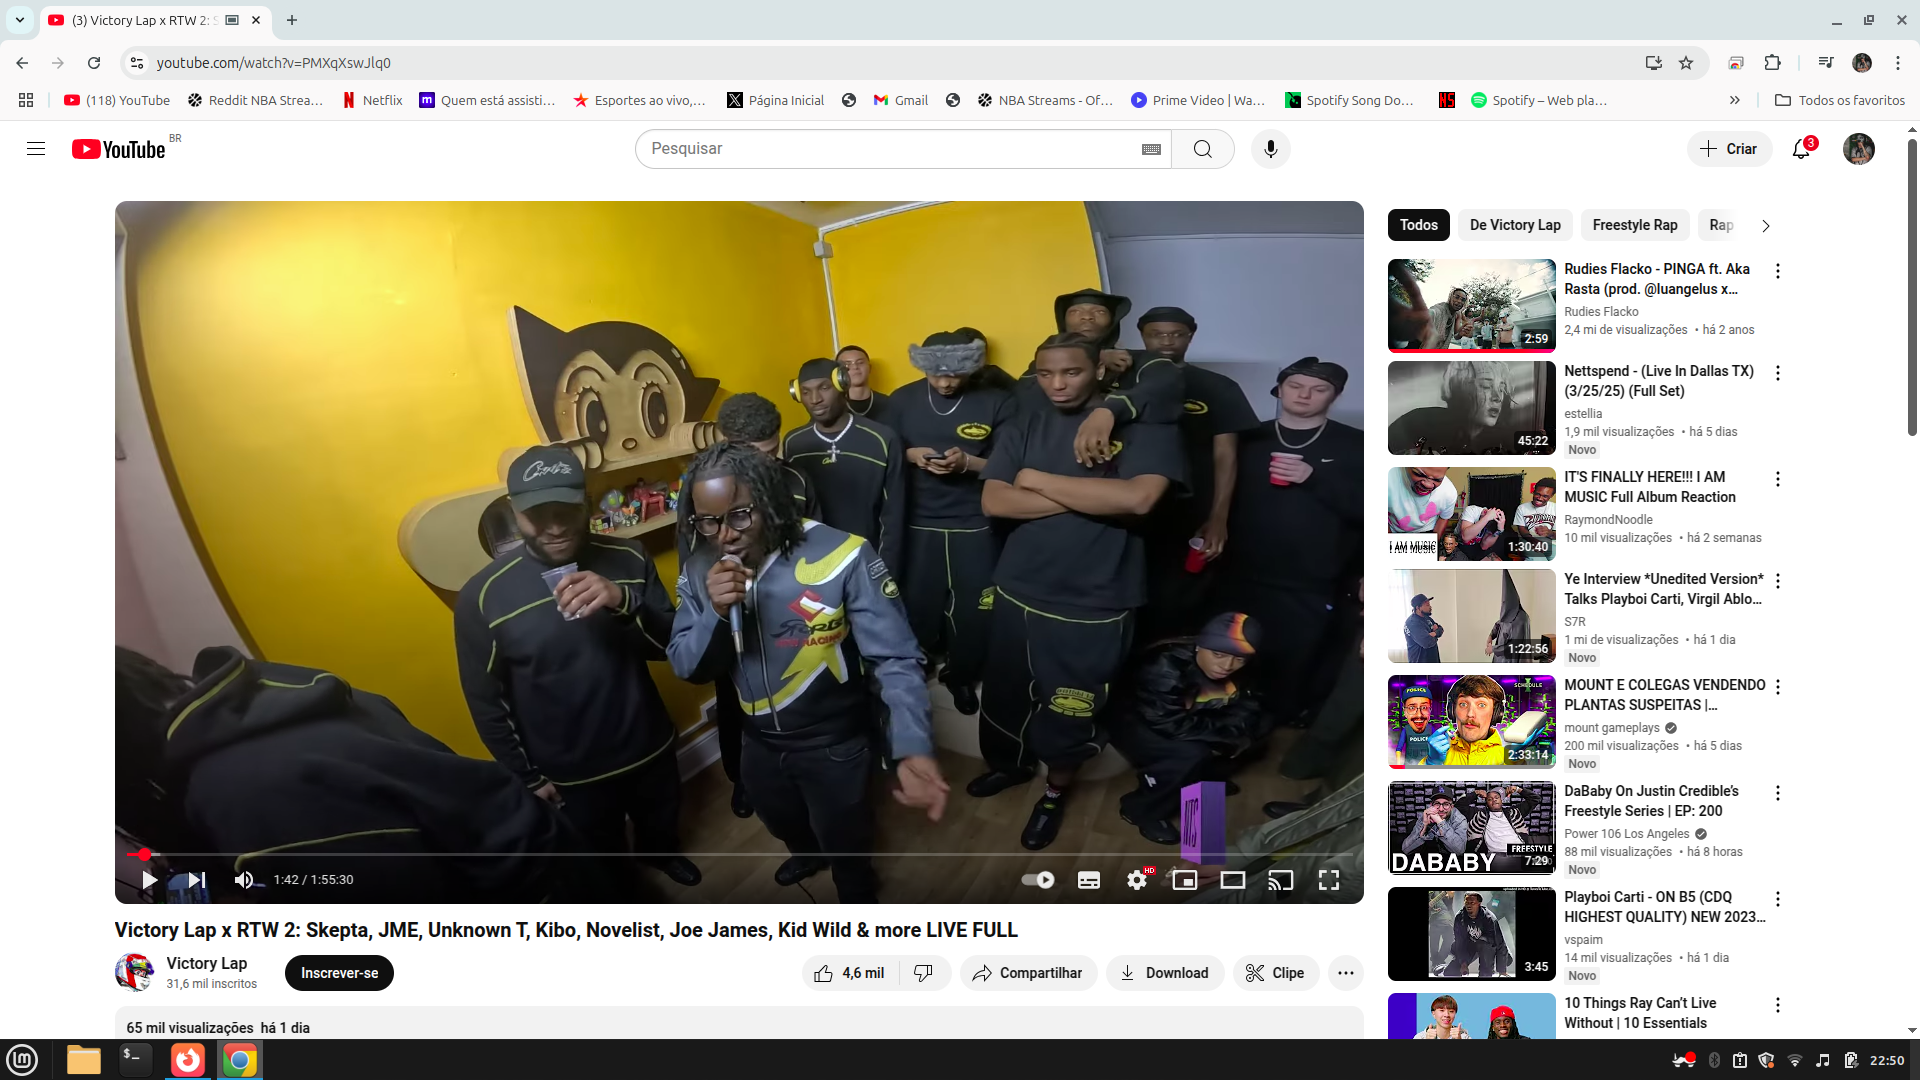 (3) Victory Lap x RTW 2: S
youtube.com/watch?v=PMXqXswJlq0
(118) YouTube
Reddit NBA Strea...
Netflix
Quem está assisti...
Esportes ao vivo,...
Página Inicial
Gmail
NBA Streams - Of...
Prime Video | Wa...
Spotify Song Do...
Spotify – Web pla...
Todos os favoritos
YouTube
BR
Pesquisar
Criar
3
Todos
De Victory Lap
Freestyle Rap
Rap
Rudies Flacko - PINGA ft. Aka
Rasta (prod. @luangelus x...
Rudies Flacko
2,4 mi de visualizações • há 2 anos
2:59
Nettspend - (Live In Dallas TX)
(3/25/25) (Full Set)
estellia
1,9 mil visualizações • há 5 dias
Novo
45:22
IT'S FINALLY HERE!!! I AM
MUSIC Full Album Reaction
RaymondNoodle
10 mil visualizações • há 2 semanas
I AM MUSIC
1:30:40
Ye Interview *Unedited Version*
Talks Playboi Carti, Virgil Ablo...
S7R
1 mi de visualizações • há 1 dia
Novo
1:22:56
MOUNT E COLEGAS VENDENDO
PLANTAS SUSPEITAS |...
mount gameplays
200 mil visualizações • há 5 dias
Novo
SCHEDULE
POLICE
POLICE
2:33:14
DaBaby On Justin Credible's
Freestyle Series | EP: 200
Power 106 Los Angeles
88 mil visualizações • há 8 horas
Novo
FREESTYLE
DABABY
7:29
Playboi Carti - ON B5 (CDQ
HIGHEST QUALITY) NEW 2023...
vspaim
14 mil visualizações • há 1 dia
Novo
3:45
10 Things Ray Can't Live
Without | 10 Essentials
NTS
1:42 / 1:55:30
HD
Victory Lap x RTW 2: Skepta, JME, Unknown T, Kibo, Novelist, Joe James, Kid Wild & more LIVE FULL
Victory Lap
31,6 mil inscritos
Inscrever-se
4,6 mil
Compartilhar
Download
Clipe
65 mil visualizações há 1 dia
22:50